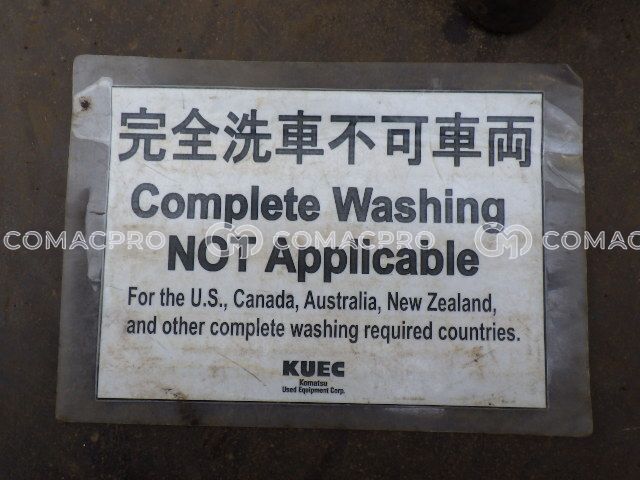 完全洗車不可車両
Complete Washing
NOT Applicable
COMACPRO COMACPRO COMACPRO
For the U.S., Canada, Australia, New Zealand,
and other complete washing required countries.
KUEC
Komatsu
Used Equipment Corp.